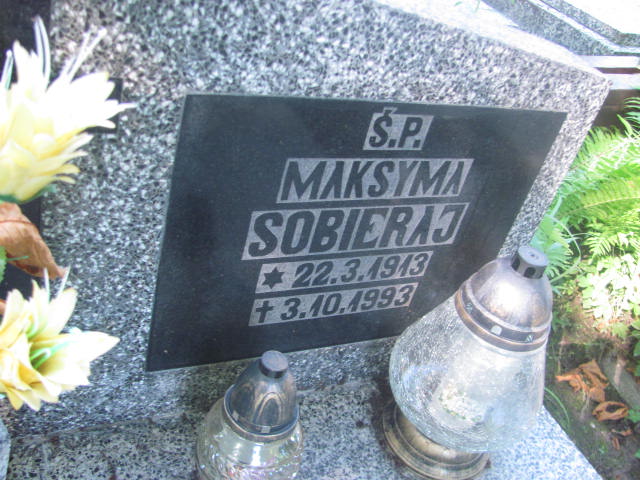 Ś.P.
MAKSYMA
SOBIERAJ
✶ 22.3.1913
✝ 3.10.1993